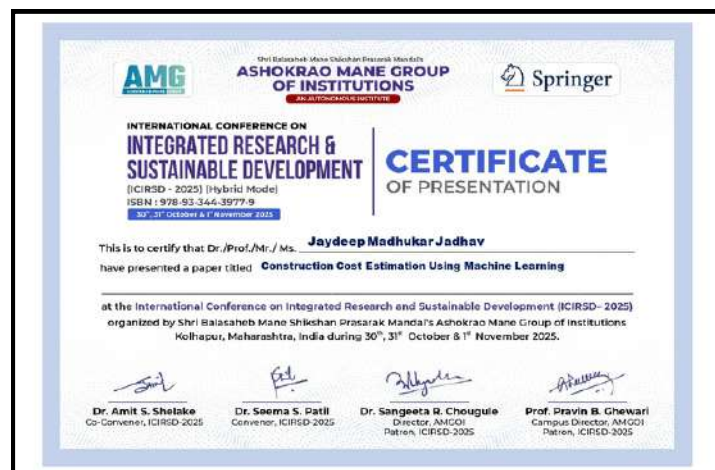 AMG
Shri Balasaheb Mane Shikshan Prasarak Mandal's
ASHOKRAO MANE GROUP
OF INSTITUTIONS
AN AUTONOMOUS INSTITUTE
Springer
INTERNATIONAL CONFERENCE ON
INTEGRATED RESEARCH &
SUSTAINABLE DEVELOPMENT
(ICIRSD - 2025) (Hybrid Mode)
ISBN : 978-93-344-3977-9
30th, 31st October & 1st November 2025
CERTIFICATE
OF PRESENTATION
This is to certify that Dr./Prof./Mr./ Ms. Jaydeep Madhukar Jadhav
have presented a paper titled Construction Cost Estimation Using Machine Learning
at the International Conference on Integrated Research and Sustainable Development (ICIRSD- 2025)
organized by Shri Balasaheb Mane Shikshan Prasarak Mandal's Ashokrao Mane Group of Institutions
Kolhapur, Maharashtra, India during 30th, 31st October & 1st November 2025.
Dr. Amit S. Shelake
Co-Convener, ICIRSD-2025
Dr. Seema S. Patil
Convener, ICIRSD-2025
Dr. Sangeeta R. Chougule
Director, AMGOI
Patron, ICIRSD-2025
Prof. Pravin B. Ghewari
Campus Director, AMGOI
Patron, ICIRSD-2025